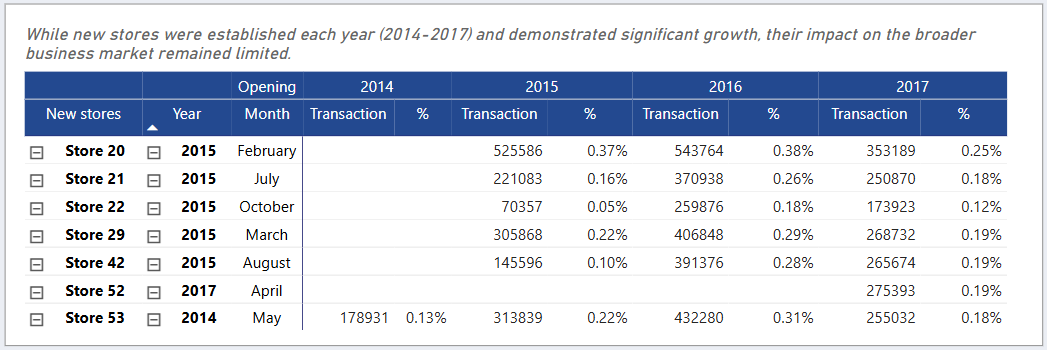 While new stores were established each year (2014-2017) and demonstrated significant growth, their impact on the broader
business market remained limited.
Opening 2014 2015 2016 2017
New stores Year Month Transaction % Transaction % Transaction % Transaction %
Store 20 2015 February 525586 0.37% 543764 0.38% 353189 0.25%
Store 21 2015 July 221083 0.16% 370938 0.26% 250870 0.18%
Store 22 2015 October 70357 0.05% 259876 0.18% 173923 0.12%
Store 29 2015 March 305868 0.22% 406848 0.29% 268732 0.19%
Store 42 2015 August 145596 0.10% 391376 0.28% 265674 0.19%
Store 52 2017 April 275393 0.19%
Store 53 2014 May 178931 0.13% 313839 0.22% 432280 0.31% 255032 0.18%